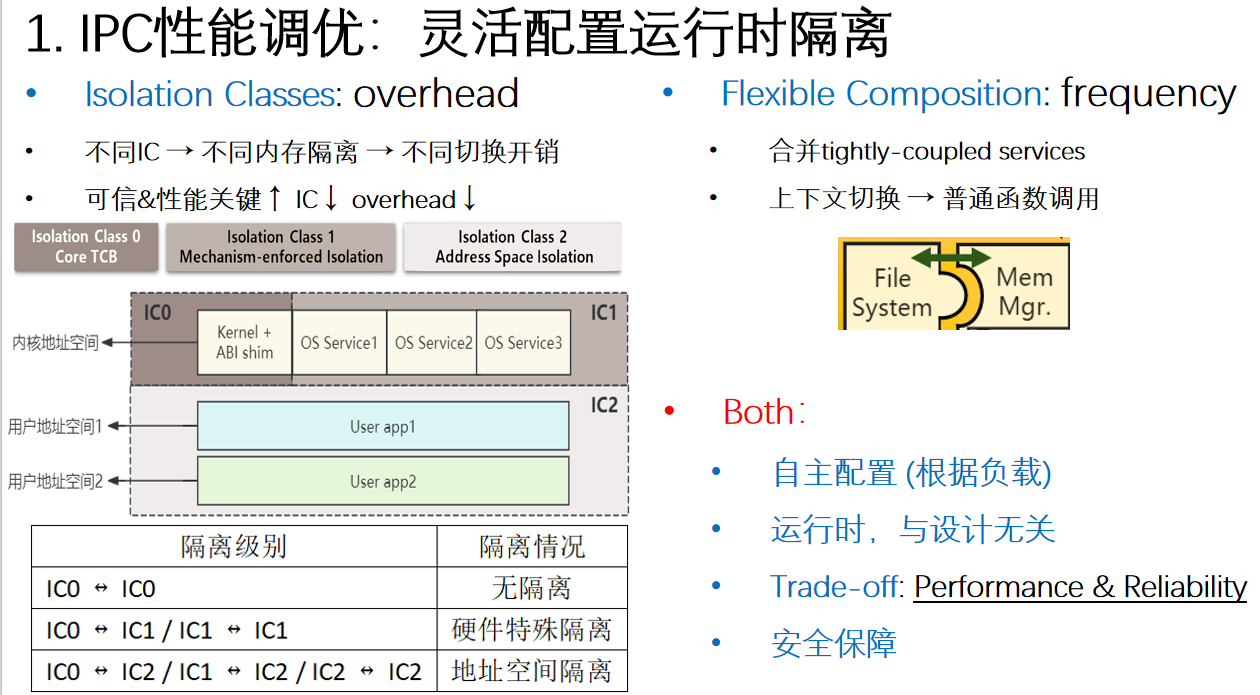 1. IPC性能调优：灵活配置运行时隔离
• Isolation Classes: overhead
• 不同IC → 不同内存隔离 → 不同切换开销
• 可信&性能关键↑ IC↓ overhead↓
Isolation Class 0
Core TCB
Isolation Class 1
Mechanism-enforced Isolation
Isolation Class 2
Address Space Isolation
IC0
IC1
内核地址空间
Kernel +
ABI shim
OS Service1
OS Service2
OS Service3
IC2
用户地址空间1
User app1
用户地址空间2
User app2
隔离级别 隔离情况
IC0 ↔ IC0 无隔离
IC0 ↔ IC1 / IC1 ↔ IC1 硬件特殊隔离
IC0 ↔ IC2 / IC1 ↔ IC2 / IC2 ↔ IC2 地址空间隔离
• Flexible Composition: frequency
• 合并tightly-coupled services
• 上下文切换 → 普通函数调用
File
System
Mem
Mgr.
• Both：
• 自主配置 (根据负载)
• 运行时，与设计无关
• Trade-off: Performance & Reliability
• 安全保障